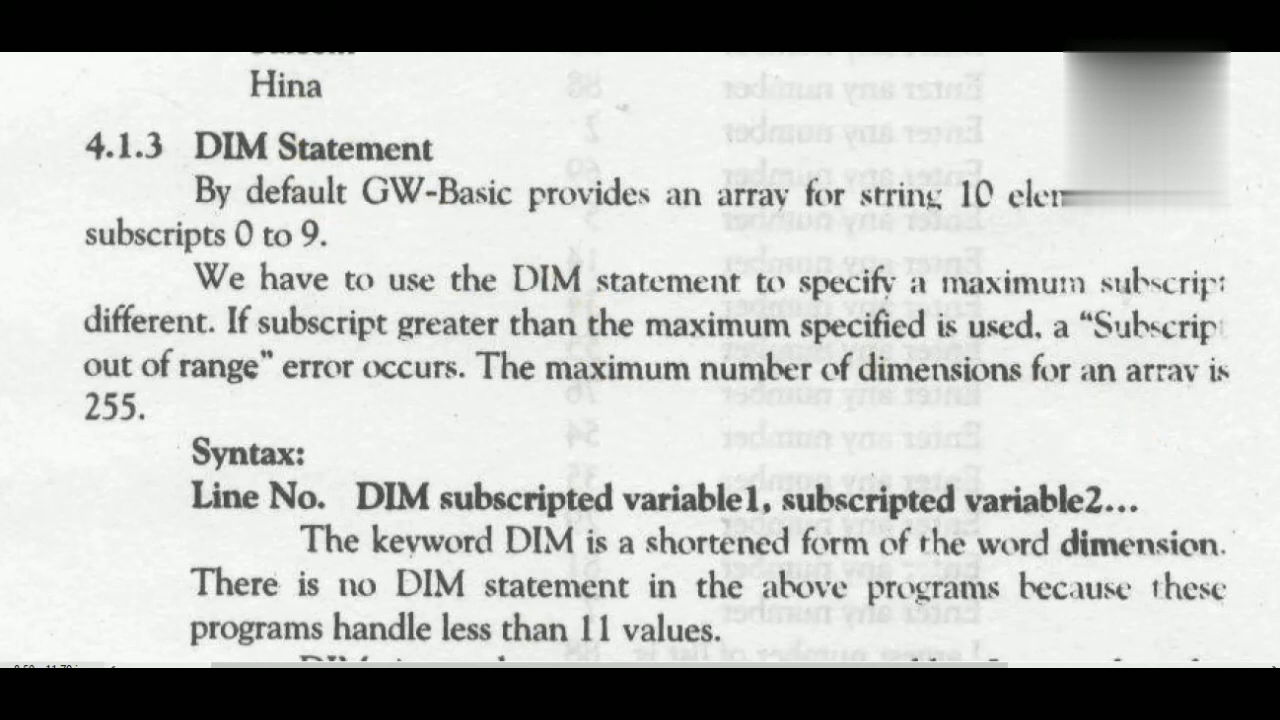 Hina
4.1.3 DIM Statement
By default GW-Basic provides an array for string 10
subscripts 0 to 9.
We have to use the DIM statement to specify a maximum subscript
different. If subscript greater than the maximum specified is used, a “Subscript
out of range” error occurs. The maximum number of dimensions for an array is
255.
Syntax:
Line No. DIM subscripted variable1, subscripted variable2...
The keyword DIM is a shortened form of the word dimension.
There is no DIM statement in the above programs because these
programs handle less than 11 values.